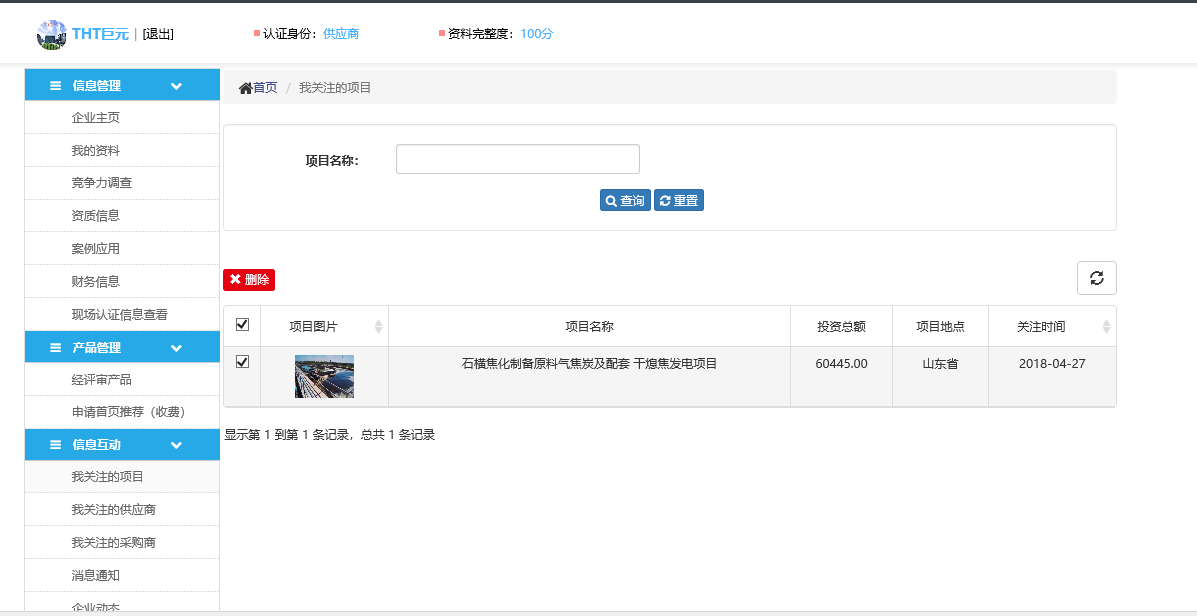 THT巨元 | [退出] 认证身份：供应商 资料完整度：100分
信息管理
企业主页
我的资料
竞争力调查
资质信息
案例应用
财务信息
现场认证信息查看
产品管理
经评审产品
申请首页推荐（收费）
信息互动
我关注的项目
我关注的供应商
我关注的采购商
消息通知
企业动态
首页 / 我关注的项目
项目名称：
查询 重置
删除
项目图片 项目名称 投资总额 项目地点 关注时间
石横焦化制备原料气焦炭及配套 干熄焦发电项目 60445.00 山东省 2018-04-27
显示第 1 到第 1 条记录，总共 1 条记录